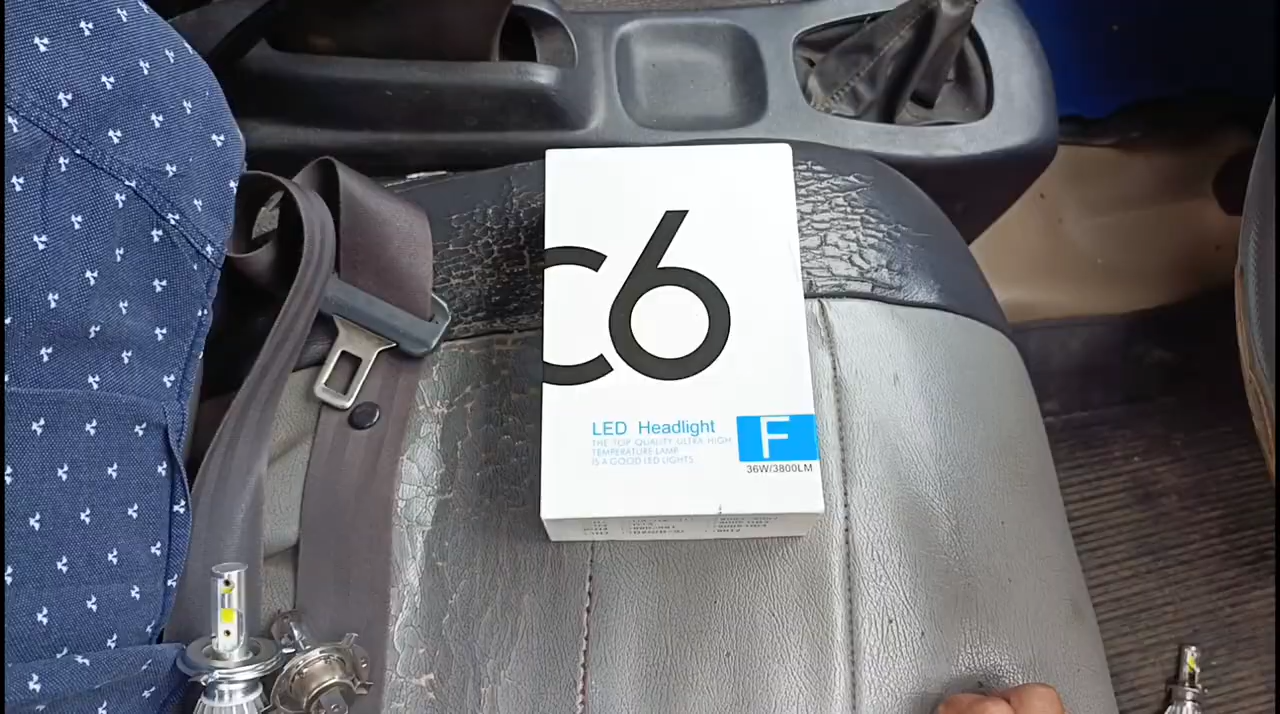 C6
LED Headlight
F
THE TOP QUALITY ULTRA HIGH
TEMPERATURE LAMP
IS A GOOD LED LIGHTS
36W/3800LM